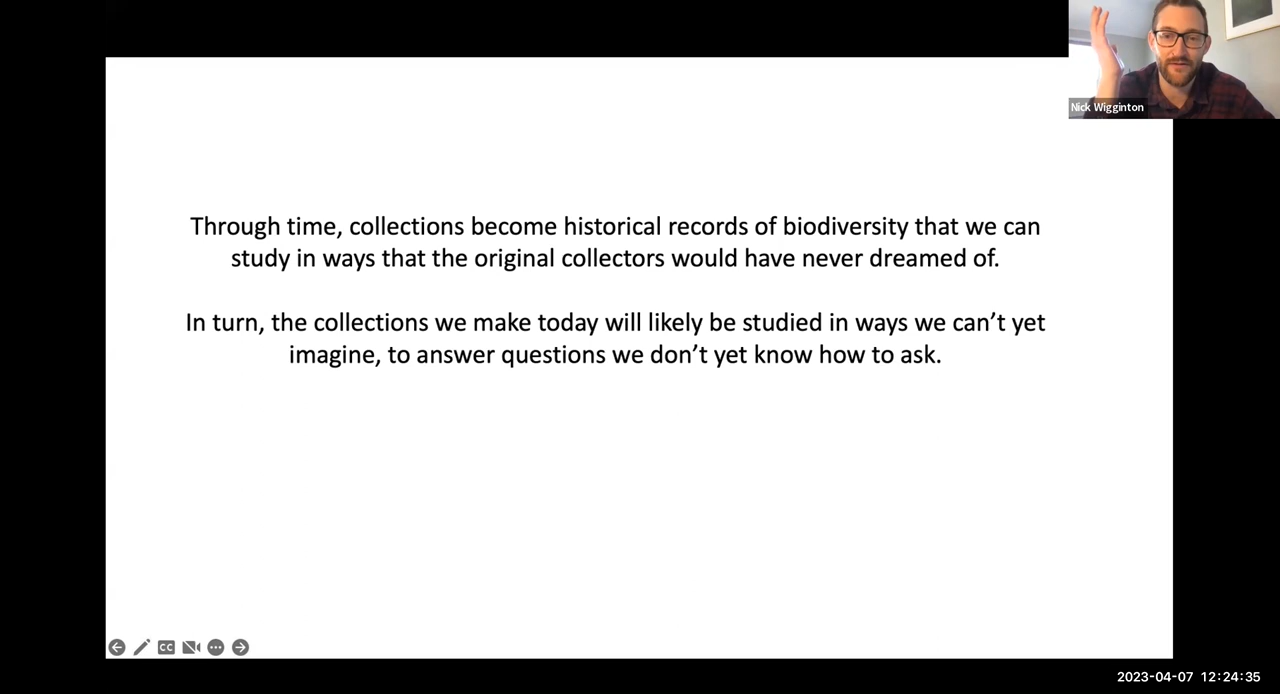 Nick Wigginton
Through time, collections become historical records of biodiversity that we can
study in ways that the original collectors would have never dreamed of.
In turn, the collections we make today will likely be studied in ways we can’t yet
imagine, to answer questions we don’t yet know how to ask.
CC
2023-04-07 12:24:35